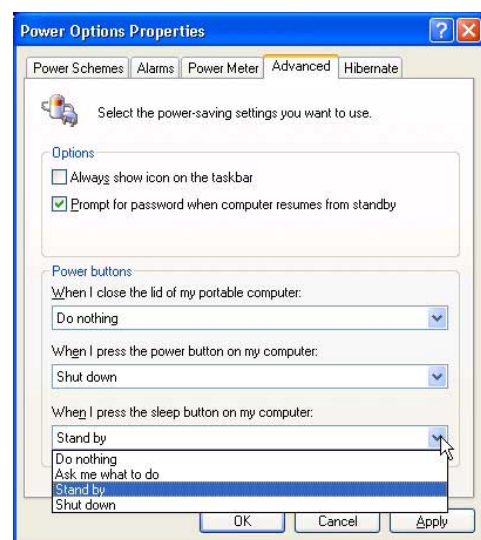 Power Options Properties
Power Schemes Alarms Power Meter Advanced Hibernate
Select the power-saving settings you want to use.
Options
Always show icon on the taskbar
Prompt for password when computer resumes from standby
Power buttons
When I close the lid of my portable computer:
Do nothing
When I press the power button on my computer:
Shut down
When I press the sleep button on my computer:
Stand by
Do nothing
Ask me what to do
Stand by
Shut down
OK Cancel Apply